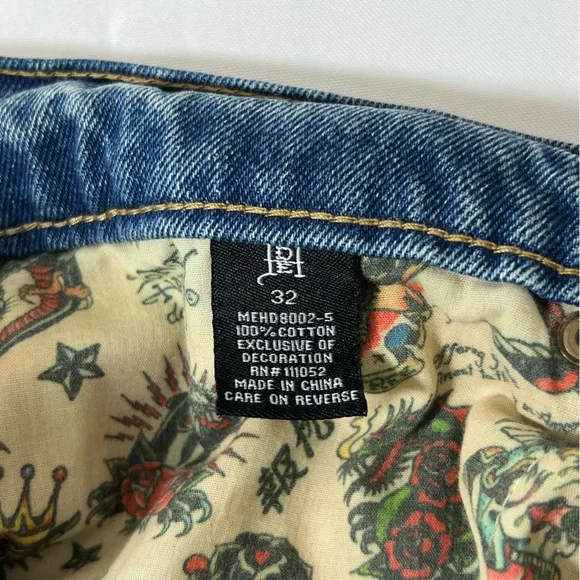 32
MEHD8002-5
100% COTTON
EXCLUSIVE OF
DECORATION
RN# 111052
MADE IN CHINA
CARE ON REVERSE